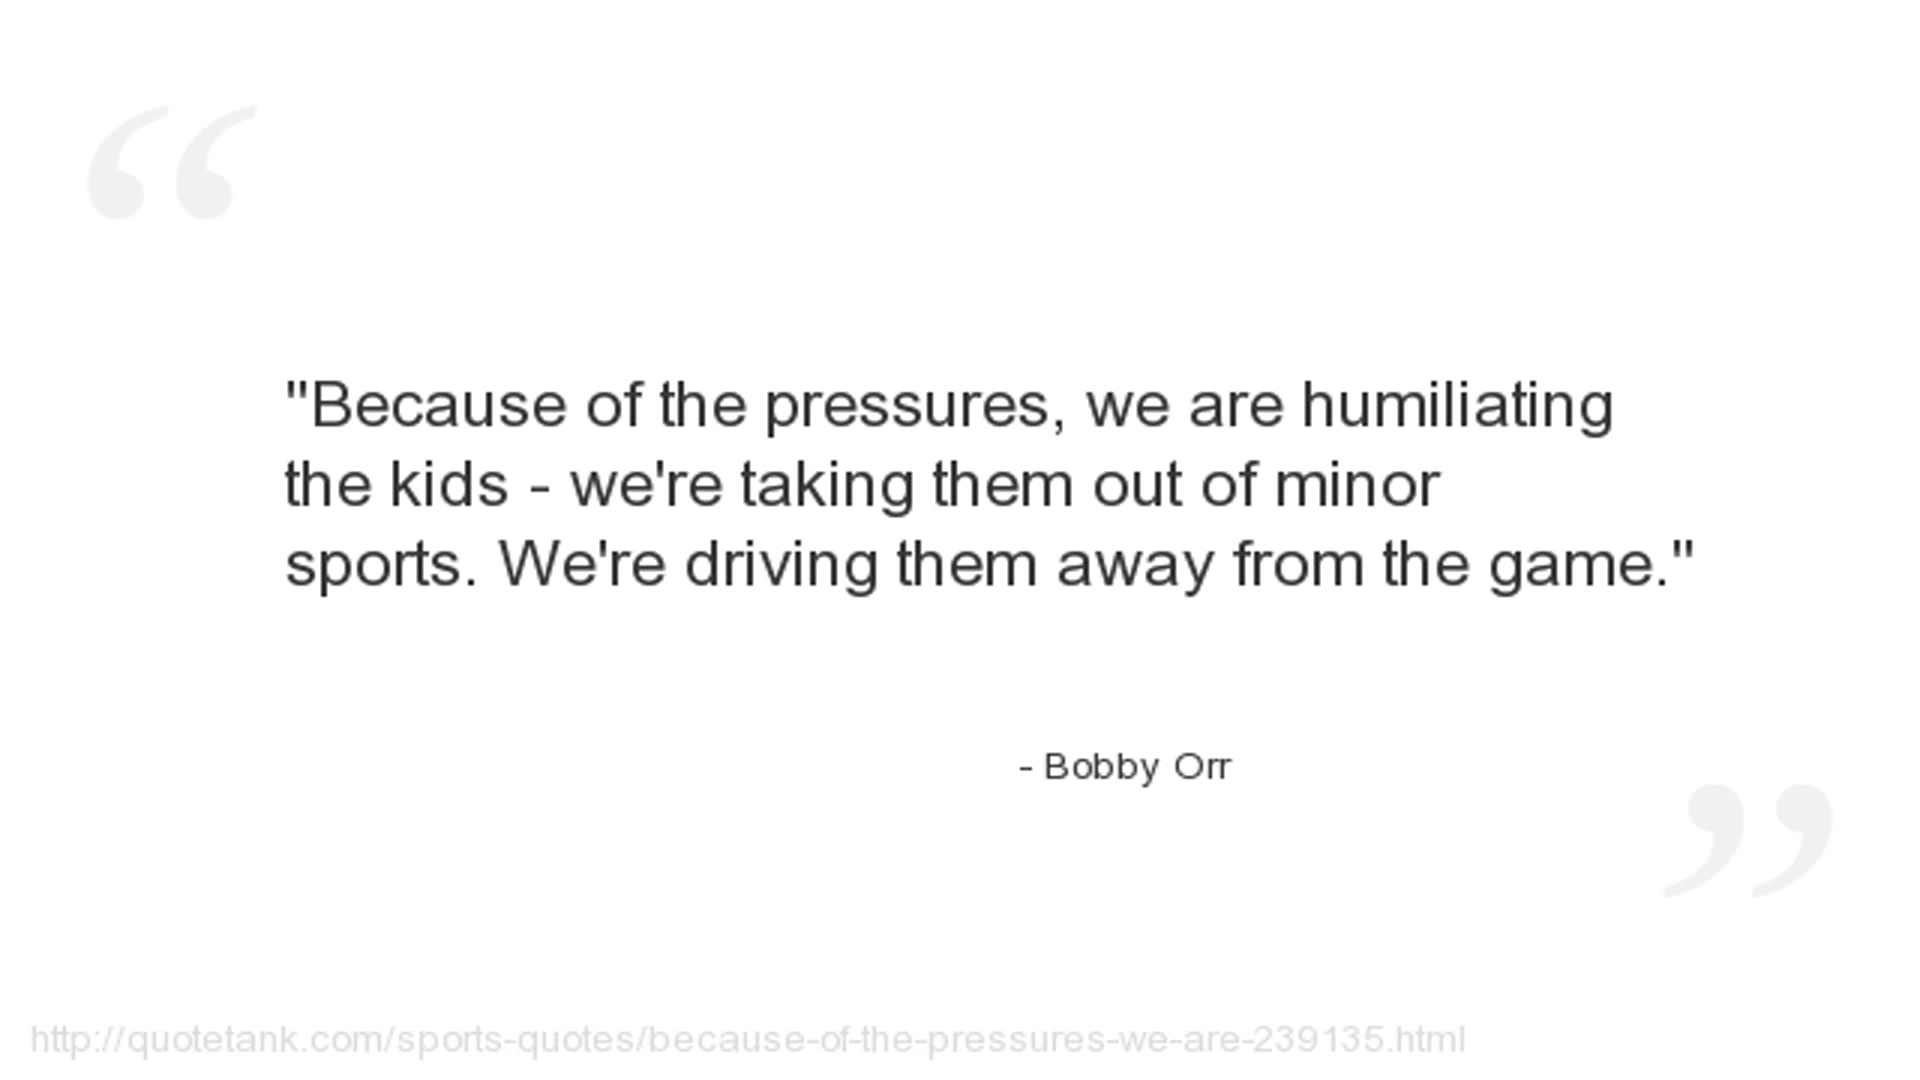 "Because of the pressures, we are humiliating
the kids - we're taking them out of minor
sports. We're driving them away from the game."
- Bobby Orr
http://quotetank.com/sports-quotes/because-of-the-pressures-we-are-239135.html